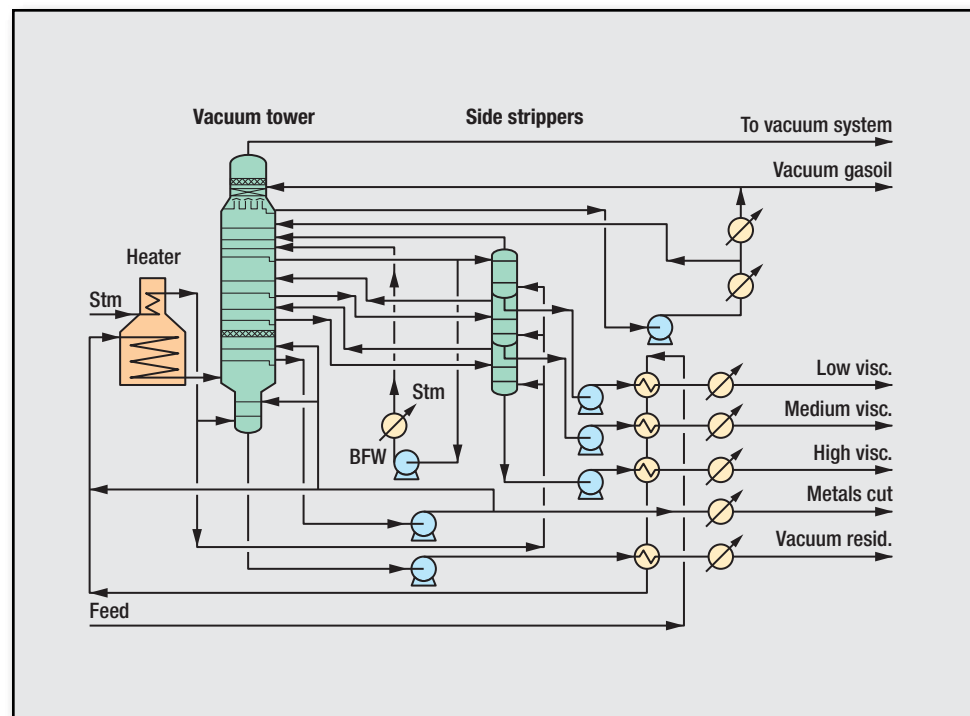 Vacuum tower
Side strippers
To vacuum system
Vacuum gasoil
Heater
Stm
Stm
BFW
Low visc.
Medium visc.
High visc.
Metals cut
Vacuum resid.
Feed